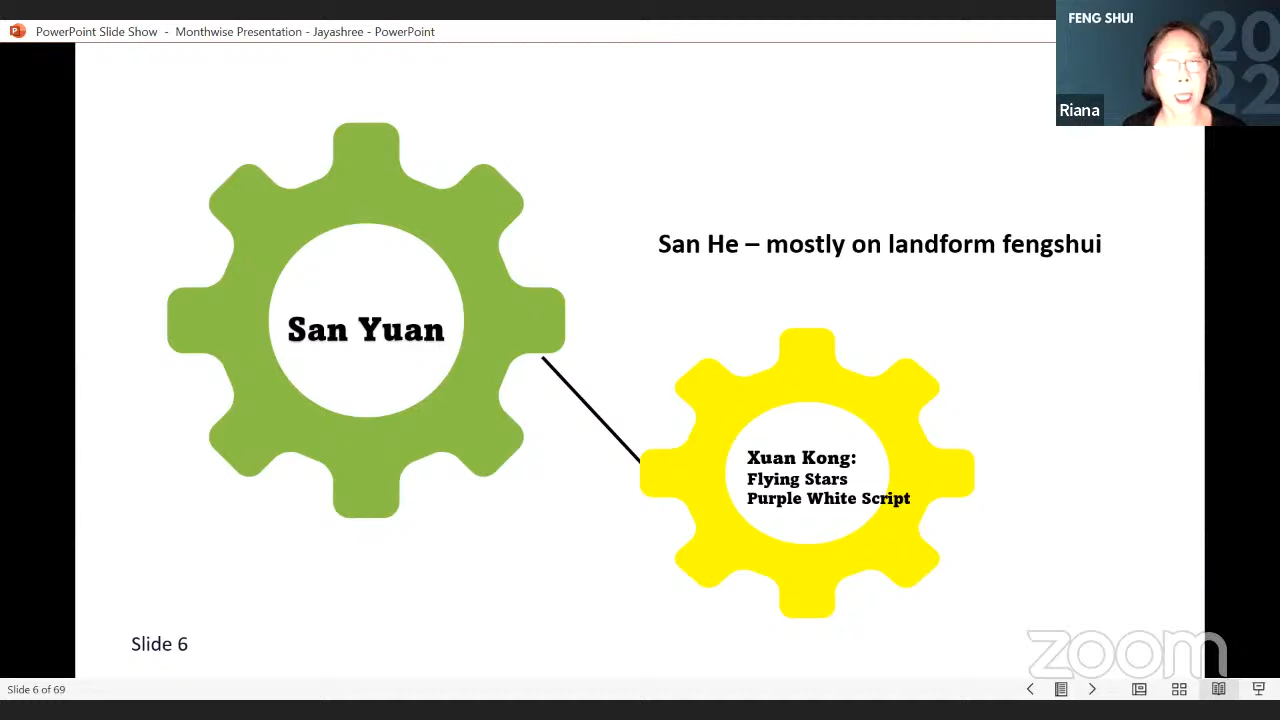 PowerPoint Slide Show - Monthwise Presentation - Jayashree - PowerPoint
FENG SHUI
2022
Riana
San He – mostly on landform fengshui
San Yuan
Xuan Kong:
Flying Stars
Purple White Script
Slide 6
zoom
Slide 6 of 69